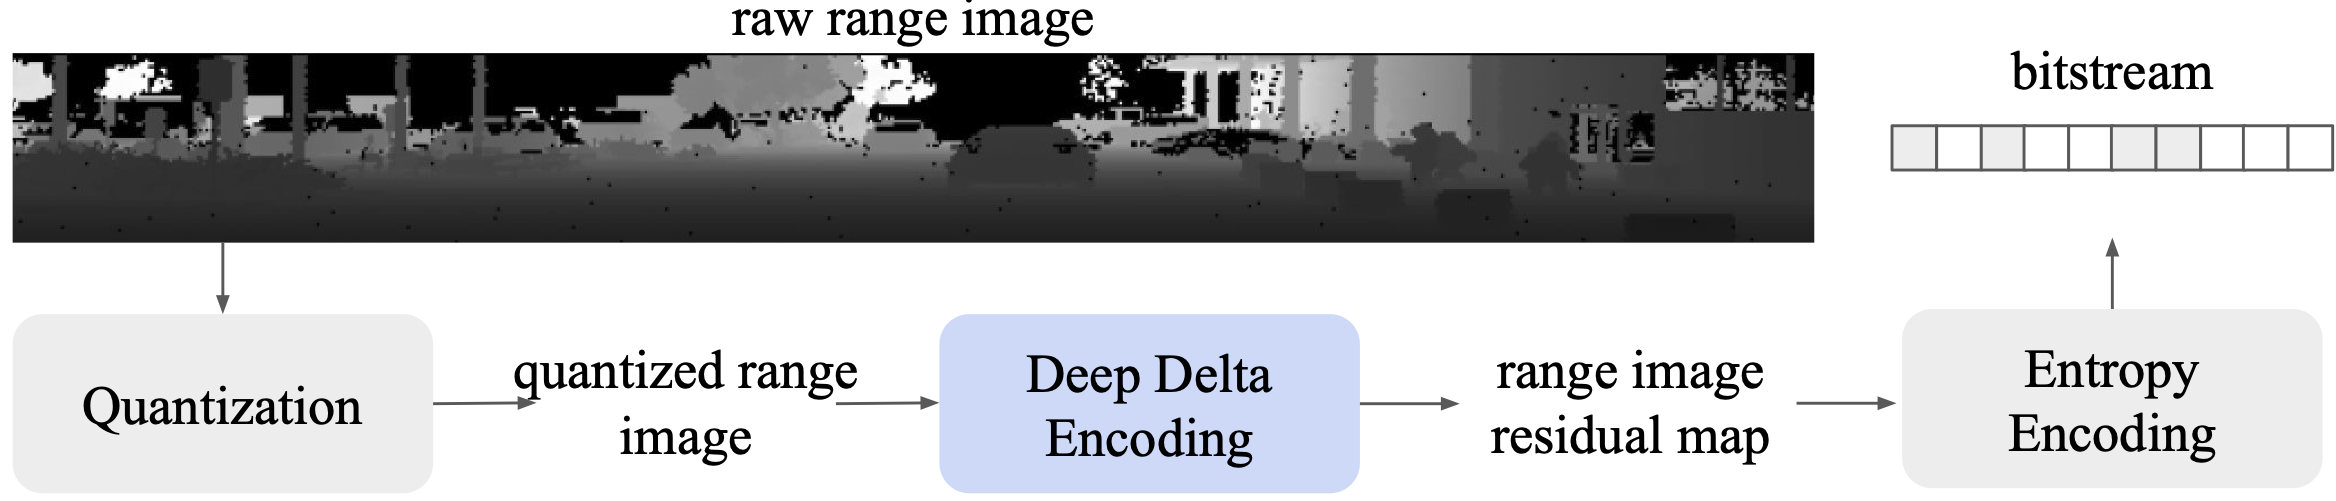 raw range image
bitstream
Quantization
quantized range
image
Deep Delta
Encoding
range image
residual map
Entropy
Encoding